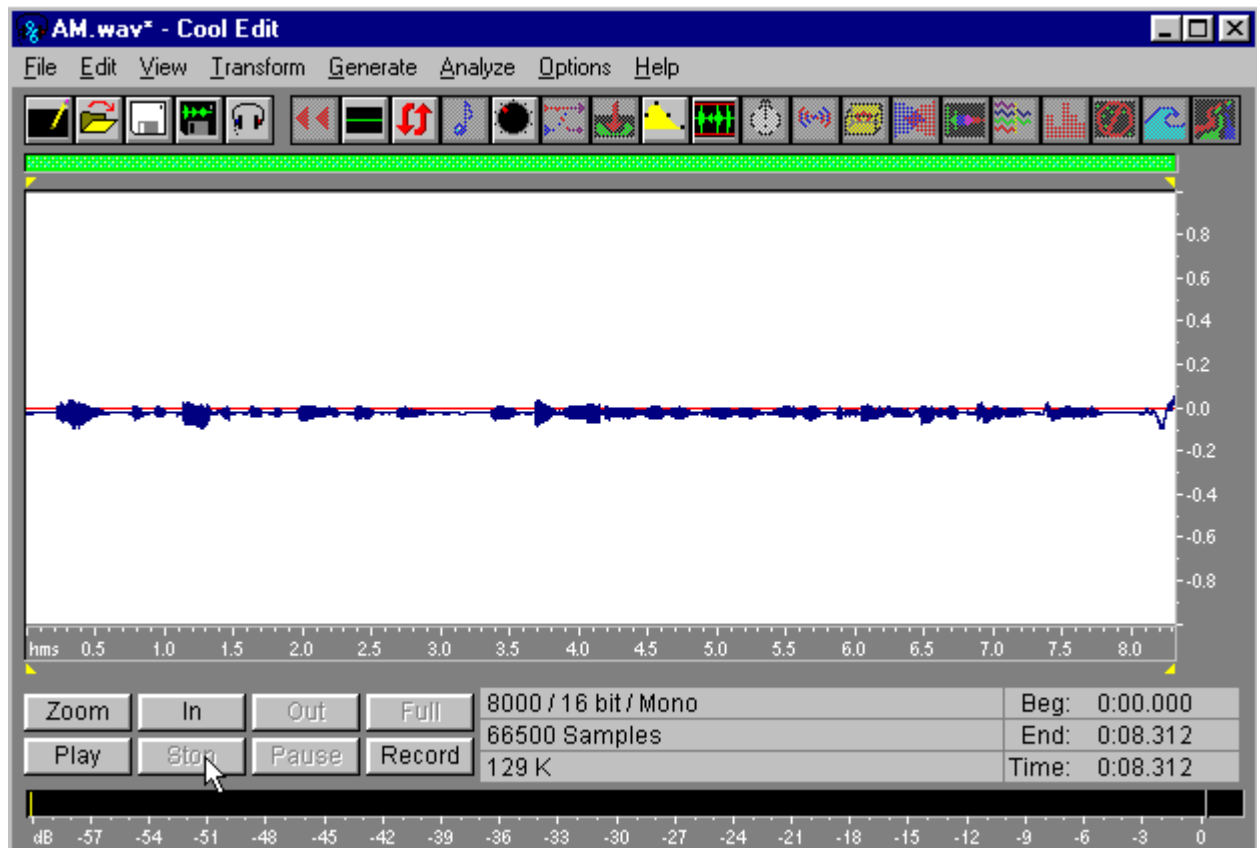 AM.wav* - Cool Edit
File Edit View Transform Generate Analyze Options Help
0.8
0.6
0.4
0.2
0.0
-0.2
-0.4
-0.6
-0.8
hms 0.5 1.0 1.5 2.0 2.5 3.0 3.5 4.0 4.5 5.0 5.5 6.0 6.5 7.0 7.5 8.0
Zoom In Out Full
Play Stop Pause Record
8000 / 16 bit / Mono
66500 Samples
129 K
Beg: 0:00.000
End: 0:08.312
Time: 0:08.312
dB -57 -54 -51 -48 -45 -42 -39 -36 -33 -30 -27 -24 -21 -18 -15 -12 -9 -6 -3 0